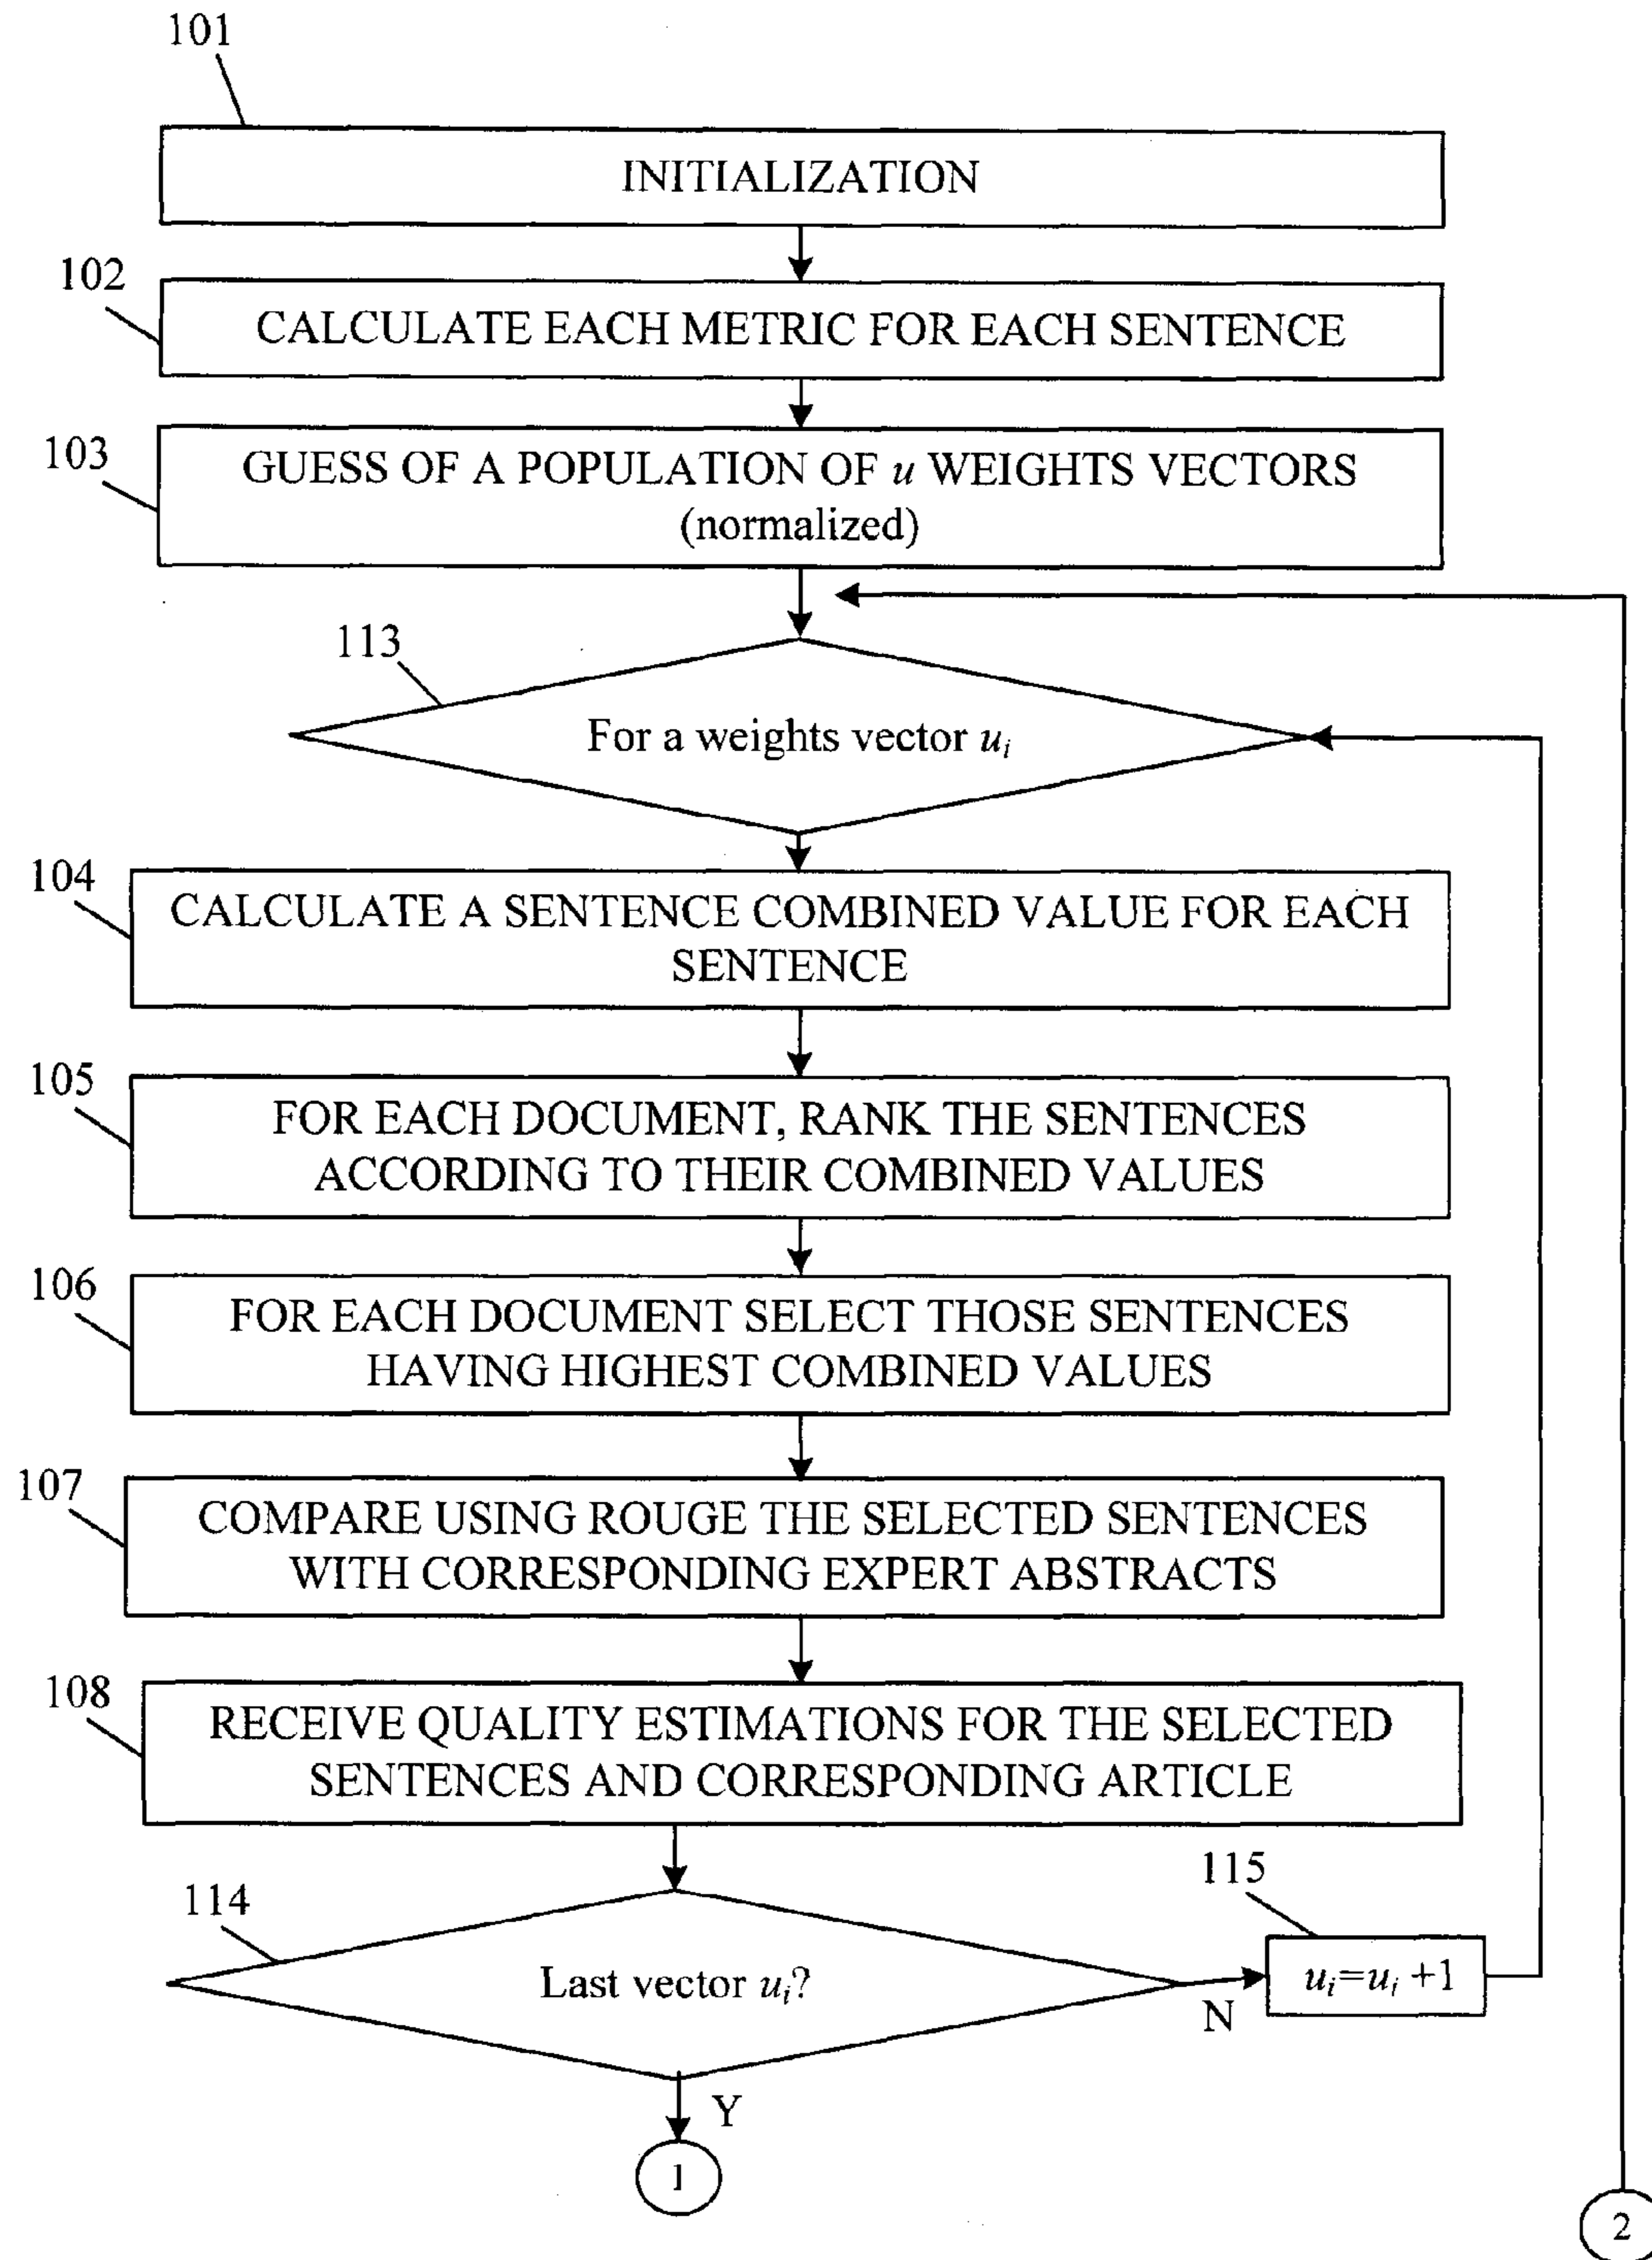 101
INITIALIZATION
102
CALCULATE EACH METRIC FOR EACH SENTENCE
103
GUESS OF A POPULATION OF u WEIGHTS VECTORS
(normalized)
113
For a weights vector uᵢ
104
CALCULATE A SENTENCE COMBINED VALUE FOR EACH
SENTENCE
105
FOR EACH DOCUMENT, RANK THE SENTENCES
ACCORDING TO THEIR COMBINED VALUES
106
FOR EACH DOCUMENT SELECT THOSE SENTENCES
HAVING HIGHEST COMBINED VALUES
107
COMPARE USING ROUGE THE SELECTED SENTENCES
WITH CORRESPONDING EXPERT ABSTRACTS
108
RECEIVE QUALITY ESTIMATIONS FOR THE SELECTED
SENTENCES AND CORRESPONDING ARTICLE
114
Last vector uᵢ?
115
uᵢ=uᵢ +1
N
Y
1
2